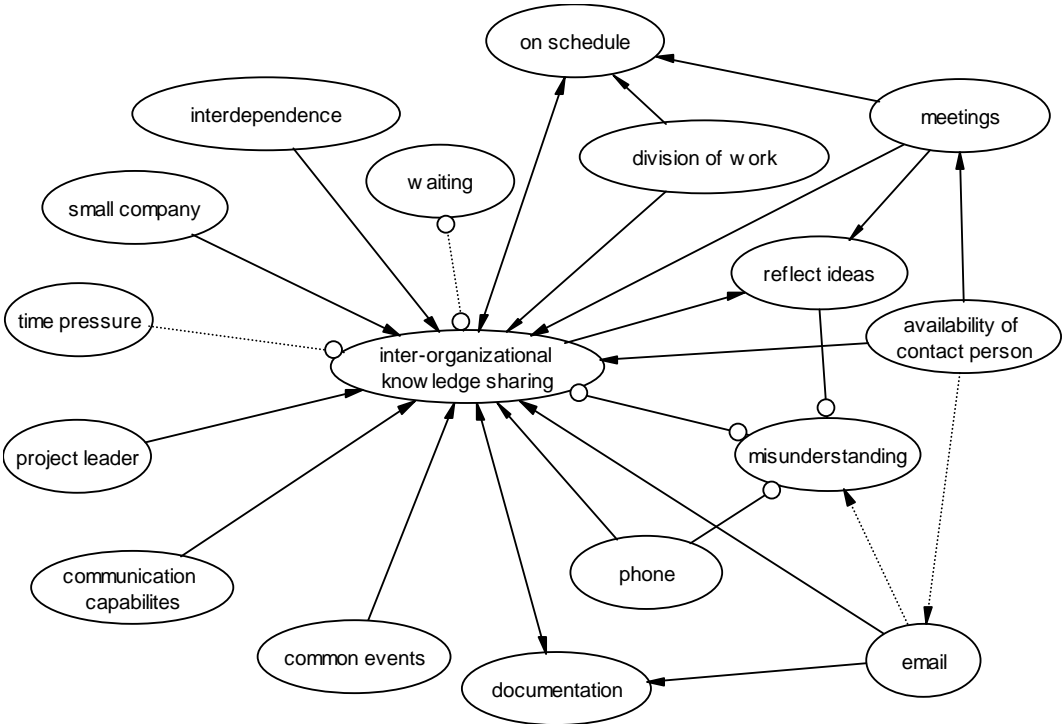 on schedule
interdependence
meetings
division of work
waiting
small company
reflect ideas
time pressure
availability of
contact person
inter-organizational
knowledge sharing
project leader
misunderstanding
communication
capabilites
phone
common events
email
documentation